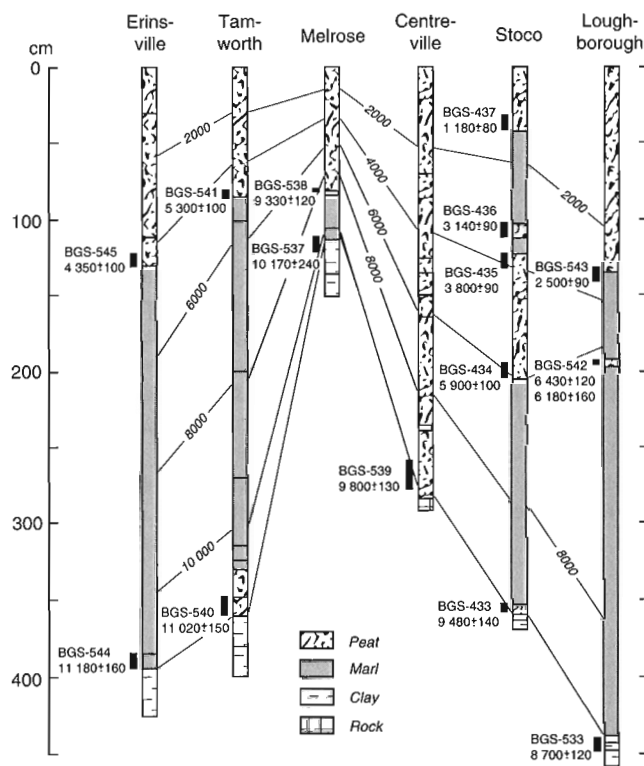 Erins-
ville
Tam-
worth
Melrose
Centre-
ville
Stoco
Lough-
borough
cm
0
100
200
300
400
2000
6000
8000
10 000
2000
4000
6000
8000
2000
8000
BGS-545
4 350±100
BGS-544
11 180±160
BGS-541
5 300±100
BGS-540
11 020±150
BGS-538
9 330±120
BGS-537
10 170±240
BGS-539
9 800±130
BGS-437
1 180±80
BGS-436
3 140±90
BGS-435
3 800±90
BGS-434
5 900±100
BGS-433
9 480±140
BGS-543
2 500±90
BGS-542
6 430±120
6 180±160
BGS-533
8 700±120
Peat
Marl
Clay
Rock